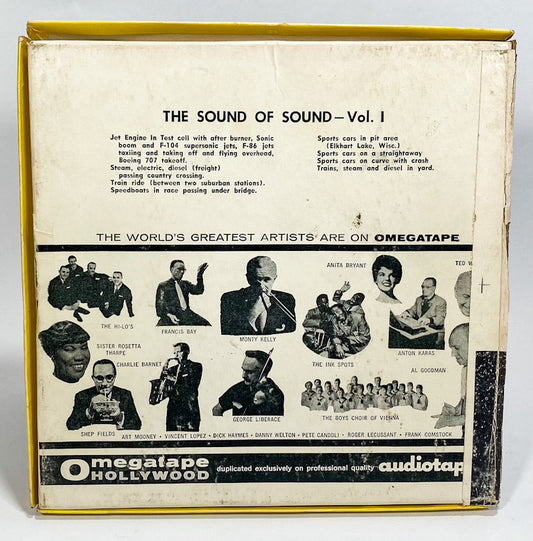 THE SOUND OF SOUND – Vol. I
Jet Engine In Test cell with after burner, Sonic
boom and F-104 supersonic jets, F-86 jets
taxiing and taking off and flying overhead,
Boeing 707 takeoff.
Steam, electric, diesel (freight)
passing country crossing.
Train ride (between two suburban stations).
Speedboats in race passing under bridge.
Sports cars in pit area
(Elkhart Lake, Wisc.)
Sports cars on a straightaway
Sports cars on curve with crash
Trains, steam and diesel in yard.
THE WORLD'S GREATEST ARTISTS ARE ON OMEGATAPE
ANITA BRYANT
TED W
THE HI-LO'S
FRANCIS BAY
MONTY KELLY
SISTER ROSETTA
THARPE
CHARLIE BARNET
THE INK SPOTS
ANTON KARAS
AL GOODMAN
GEORGE LIBERACE
THE BOYS CHOIR OF VIENNA
SHEP FIELDS
ART MOONEY • VINCENT LOPEZ • DICK HAYMES • DANNY WELTON • PETE CANDOLI • ROGER LECUSSANT • FRANK COMSTOCK
Omegatape
HOLLYWOOD
duplicated exclusively on professional quality audiotap